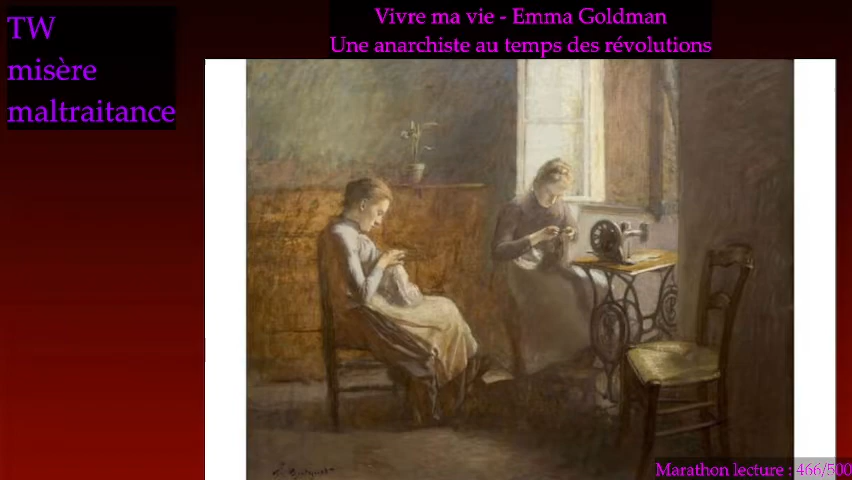 TW
misère
maltraitance
Vivre ma vie - Emma Goldman
Une anarchiste au temps des révolutions
Marathon lecture : 466/500